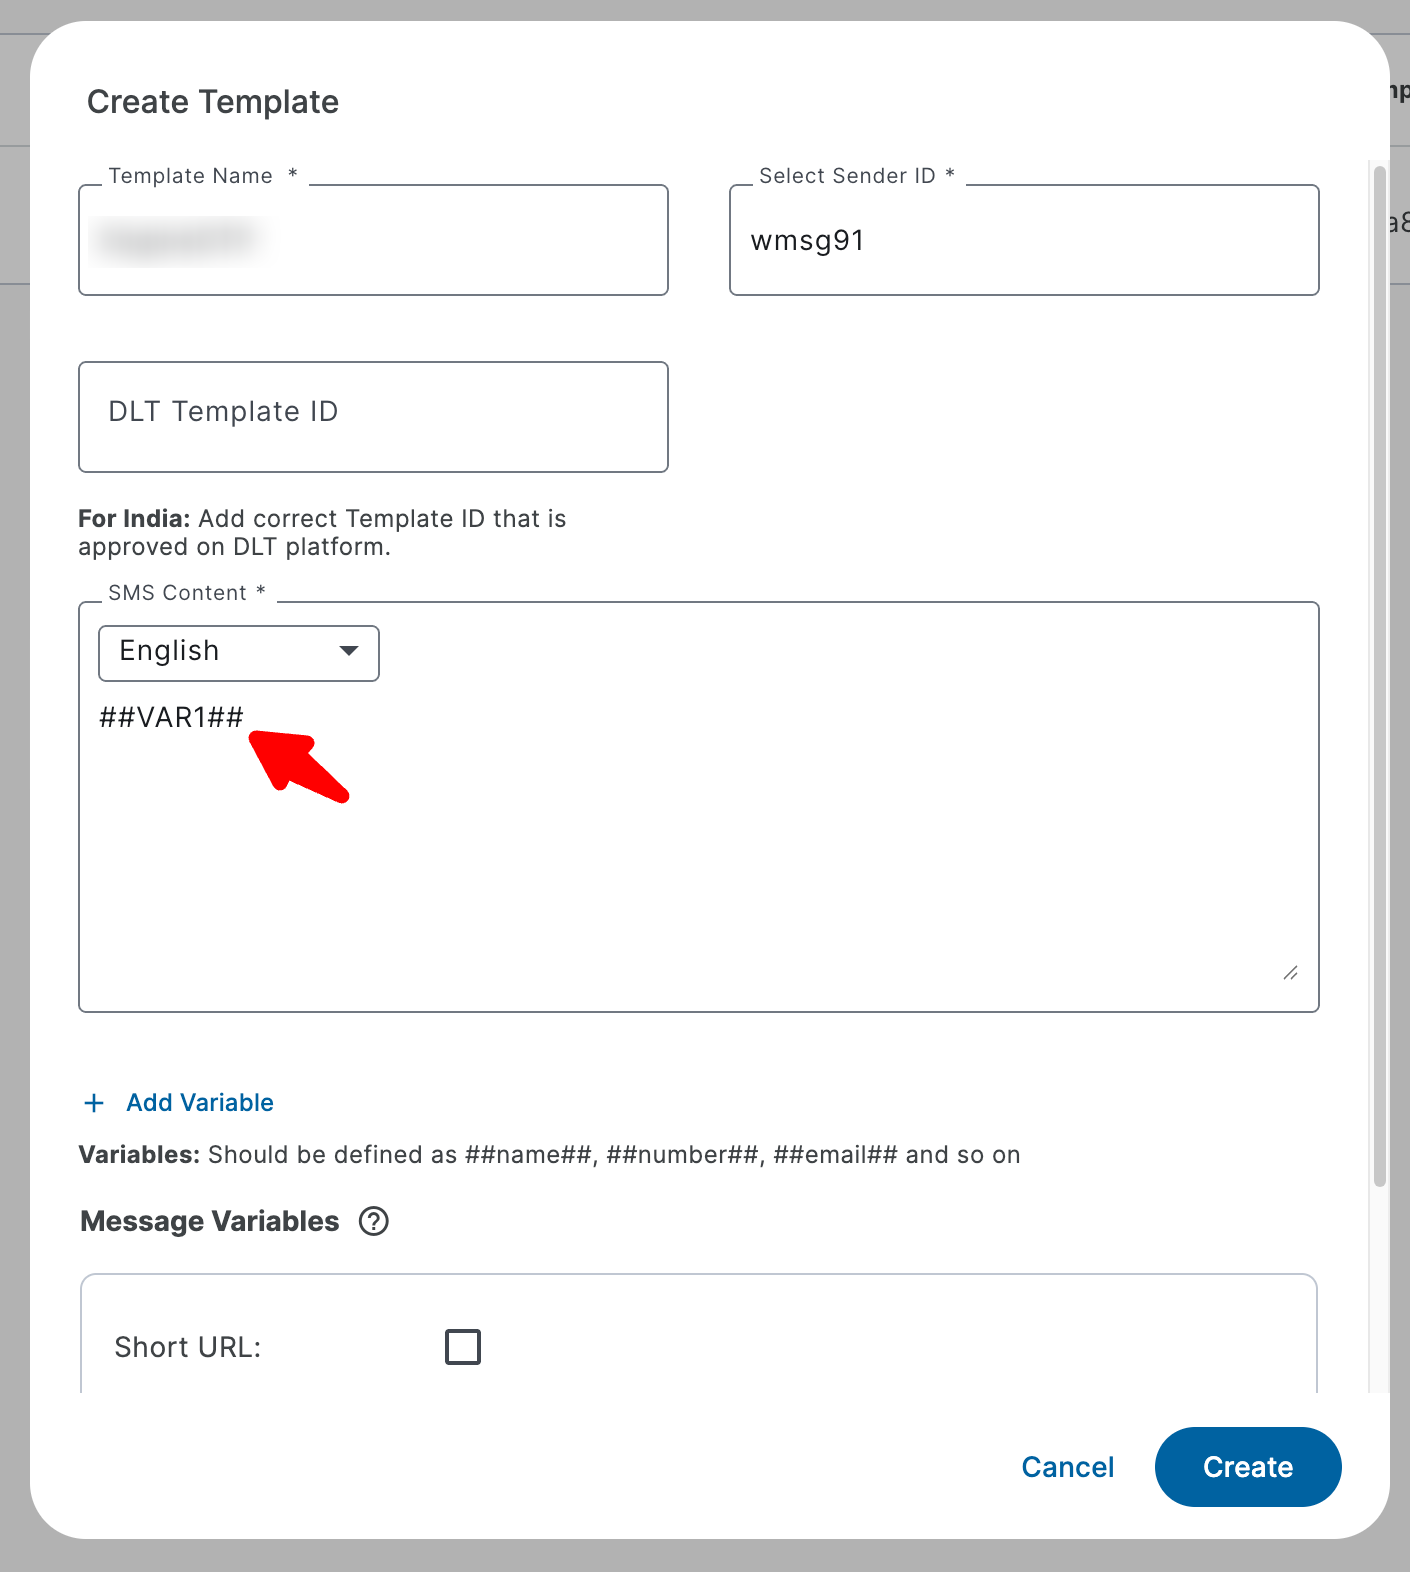 Create Template
Template Name *
Select Sender ID *
wmsg91
DLT Template ID
For India: Add correct Template ID that is
approved on DLT platform.
SMS Content *
English
##VAR1##
+ Add Variable
Variables: Should be defined as ##name##, ##number##, ##email## and so on
Message Variables ?
Short URL:
Cancel
Create